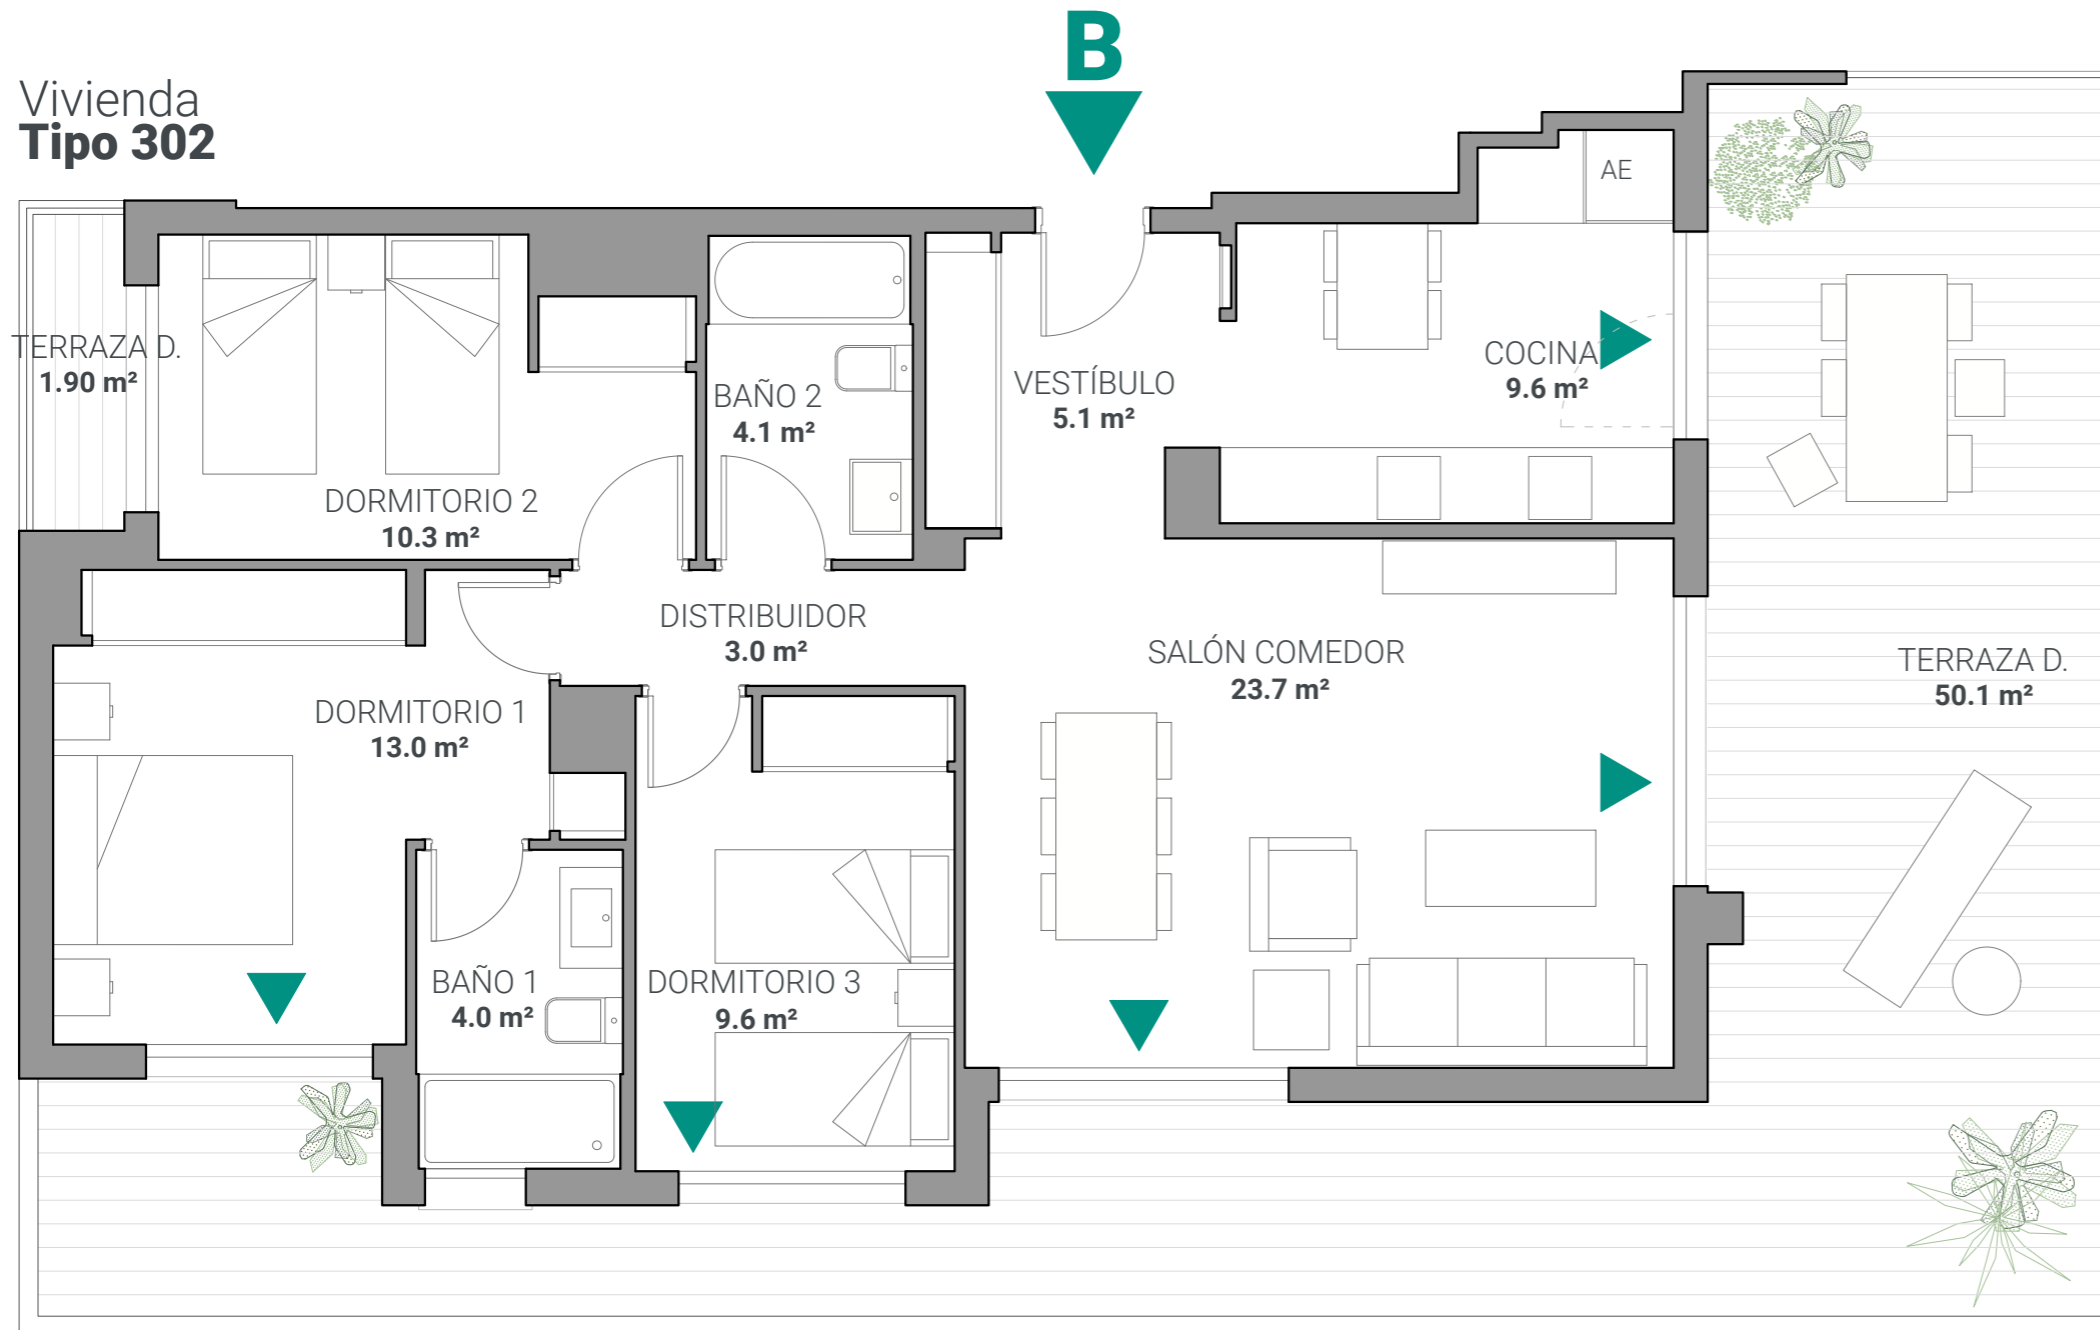 B
Vivienda
Tipo 302
AE
TERRAZA D.
1.90 m²
BAÑO 2
4.1 m²
VESTÍBULO
5.1 m²
COCINA
9.6 m²
DORMITORIO 2
10.3 m²
DISTRIBUIDOR
3.0 m²
SALÓN COMEDOR
23.7 m²
TERRAZA D.
50.1 m²
DORMITORIO 1
13.0 m²
BAÑO 1
4.0 m²
DORMITORIO 3
9.6 m²